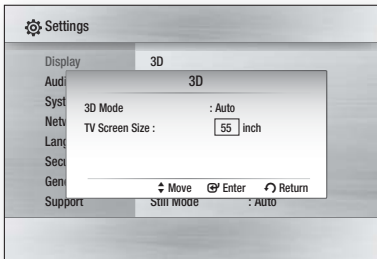 Settings
Display 3D
Audi
3D
Syst
3D Mode : Auto
Netw
TV Screen Size : 55 inch
Lang
Secu
Gene
Move Enter Return
Support Still Mode : Auto